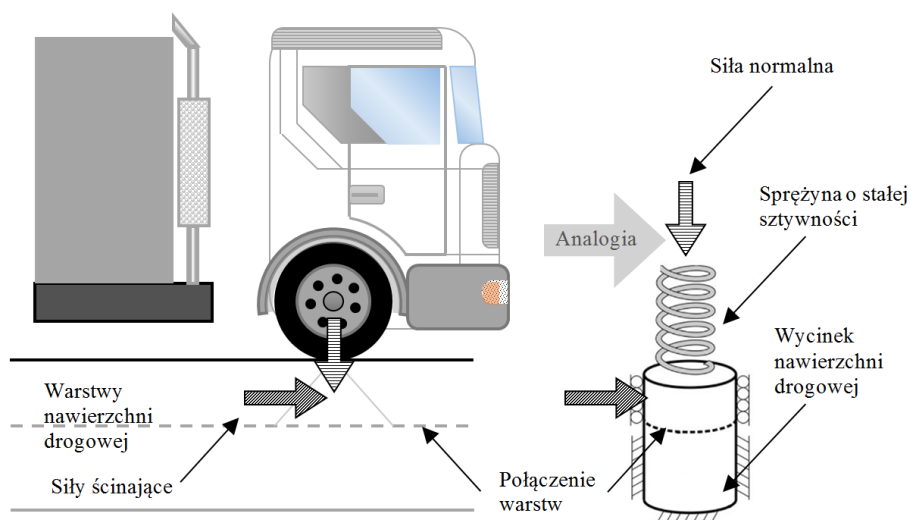 Siła normalna
Sprężyna o stałej
sztywności
Analogia
Wycinek
nawierzchni
drogowej
Warstwy
nawierzchni
drogowej
Siły ścinające
Połączenie
warstw